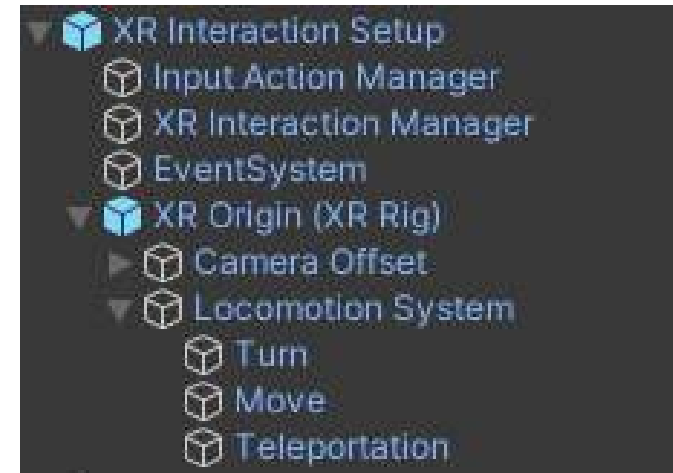 XR Interaction Setup
Input Action Manager
XR Interaction Manager
EventSystem
XR Origin (XR Rig)
Camera Offset
Locomotion System
Turn
Move
Teleportation